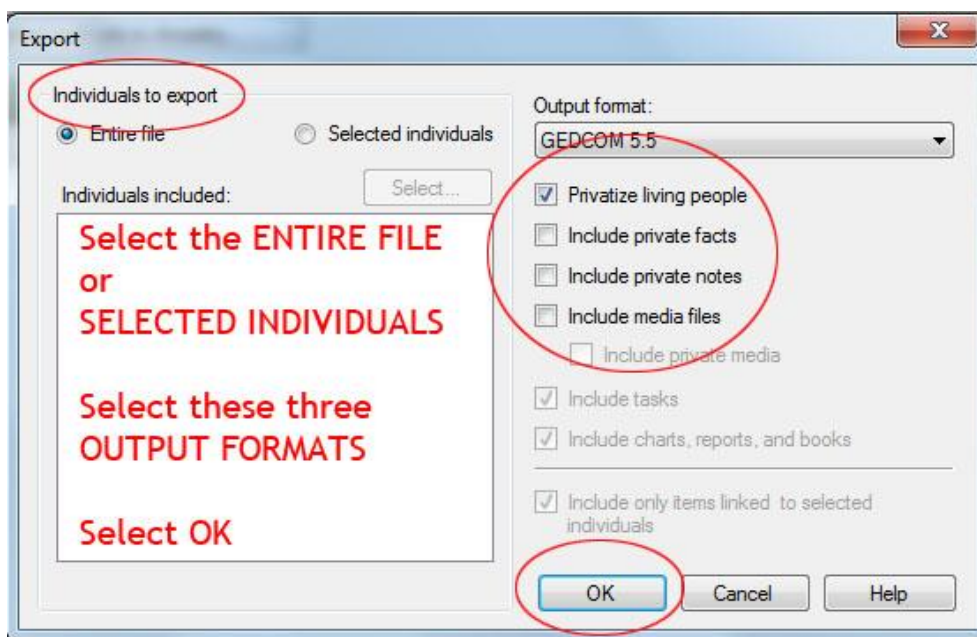 Export
Individuals to export
Entire file
Selected individuals
Individuals included:
Select...
Select the ENTIRE FILE
or
SELECTED INDIVIDUALS
Select these three
OUTPUT FORMATS
Select OK
Output format:
GEDCOM 5.5
Privatize living people
Include private facts
Include private notes
Include media files
Include private media
Include tasks
Include charts, reports, and books
Include only items linked to selected
individuals
OK
Cancel
Help